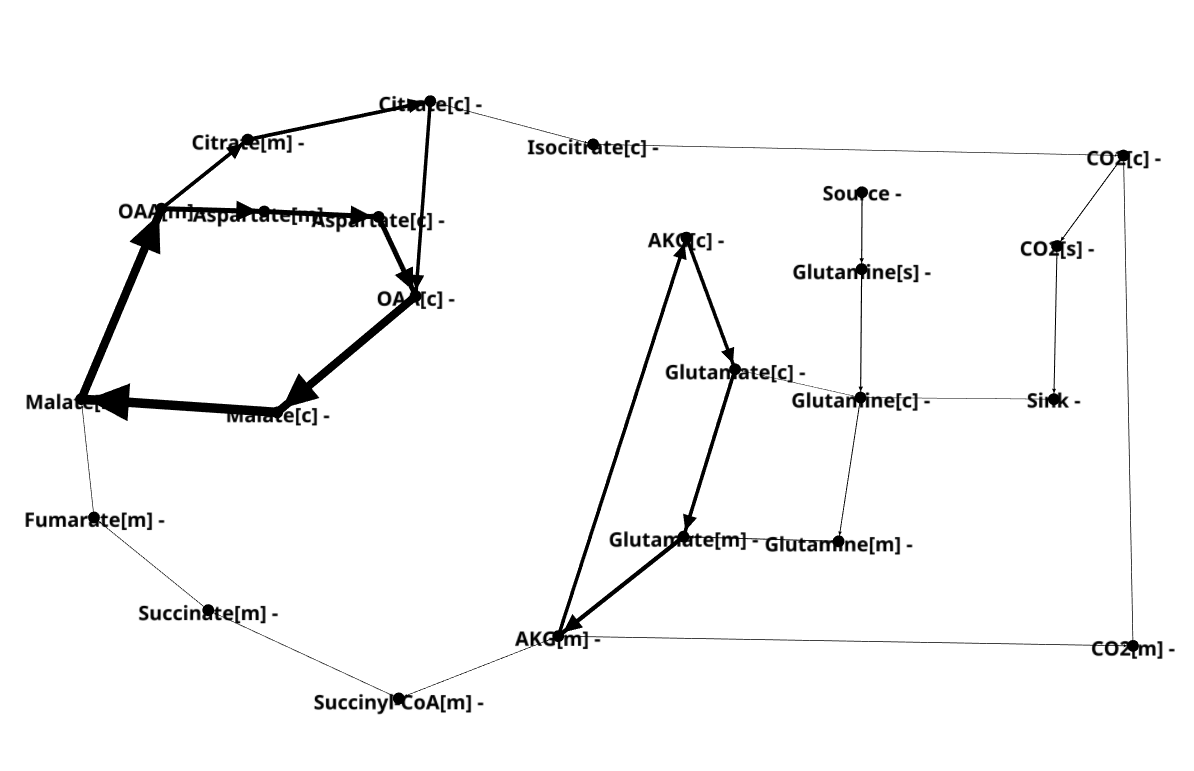 Citrate[c] -
Citrate[m] -
Isocitrate[c] -
CO2[c] -
Source -
OAA[m]
Aspartate[m]
Aspartate[c] -
AKG[c] -
CO2[s] -
Glutamine[s] -
OAA[c] -
Glutamate[c] -
Malate[
Malate[c] -
Glutamine[c] -
Sink -
Fumarate[m] -
Glutamate[m] -
Glutamine[m] -
Succinate[m] -
AKG[m] -
CO2[m] -
Succinyl CoA[m] -